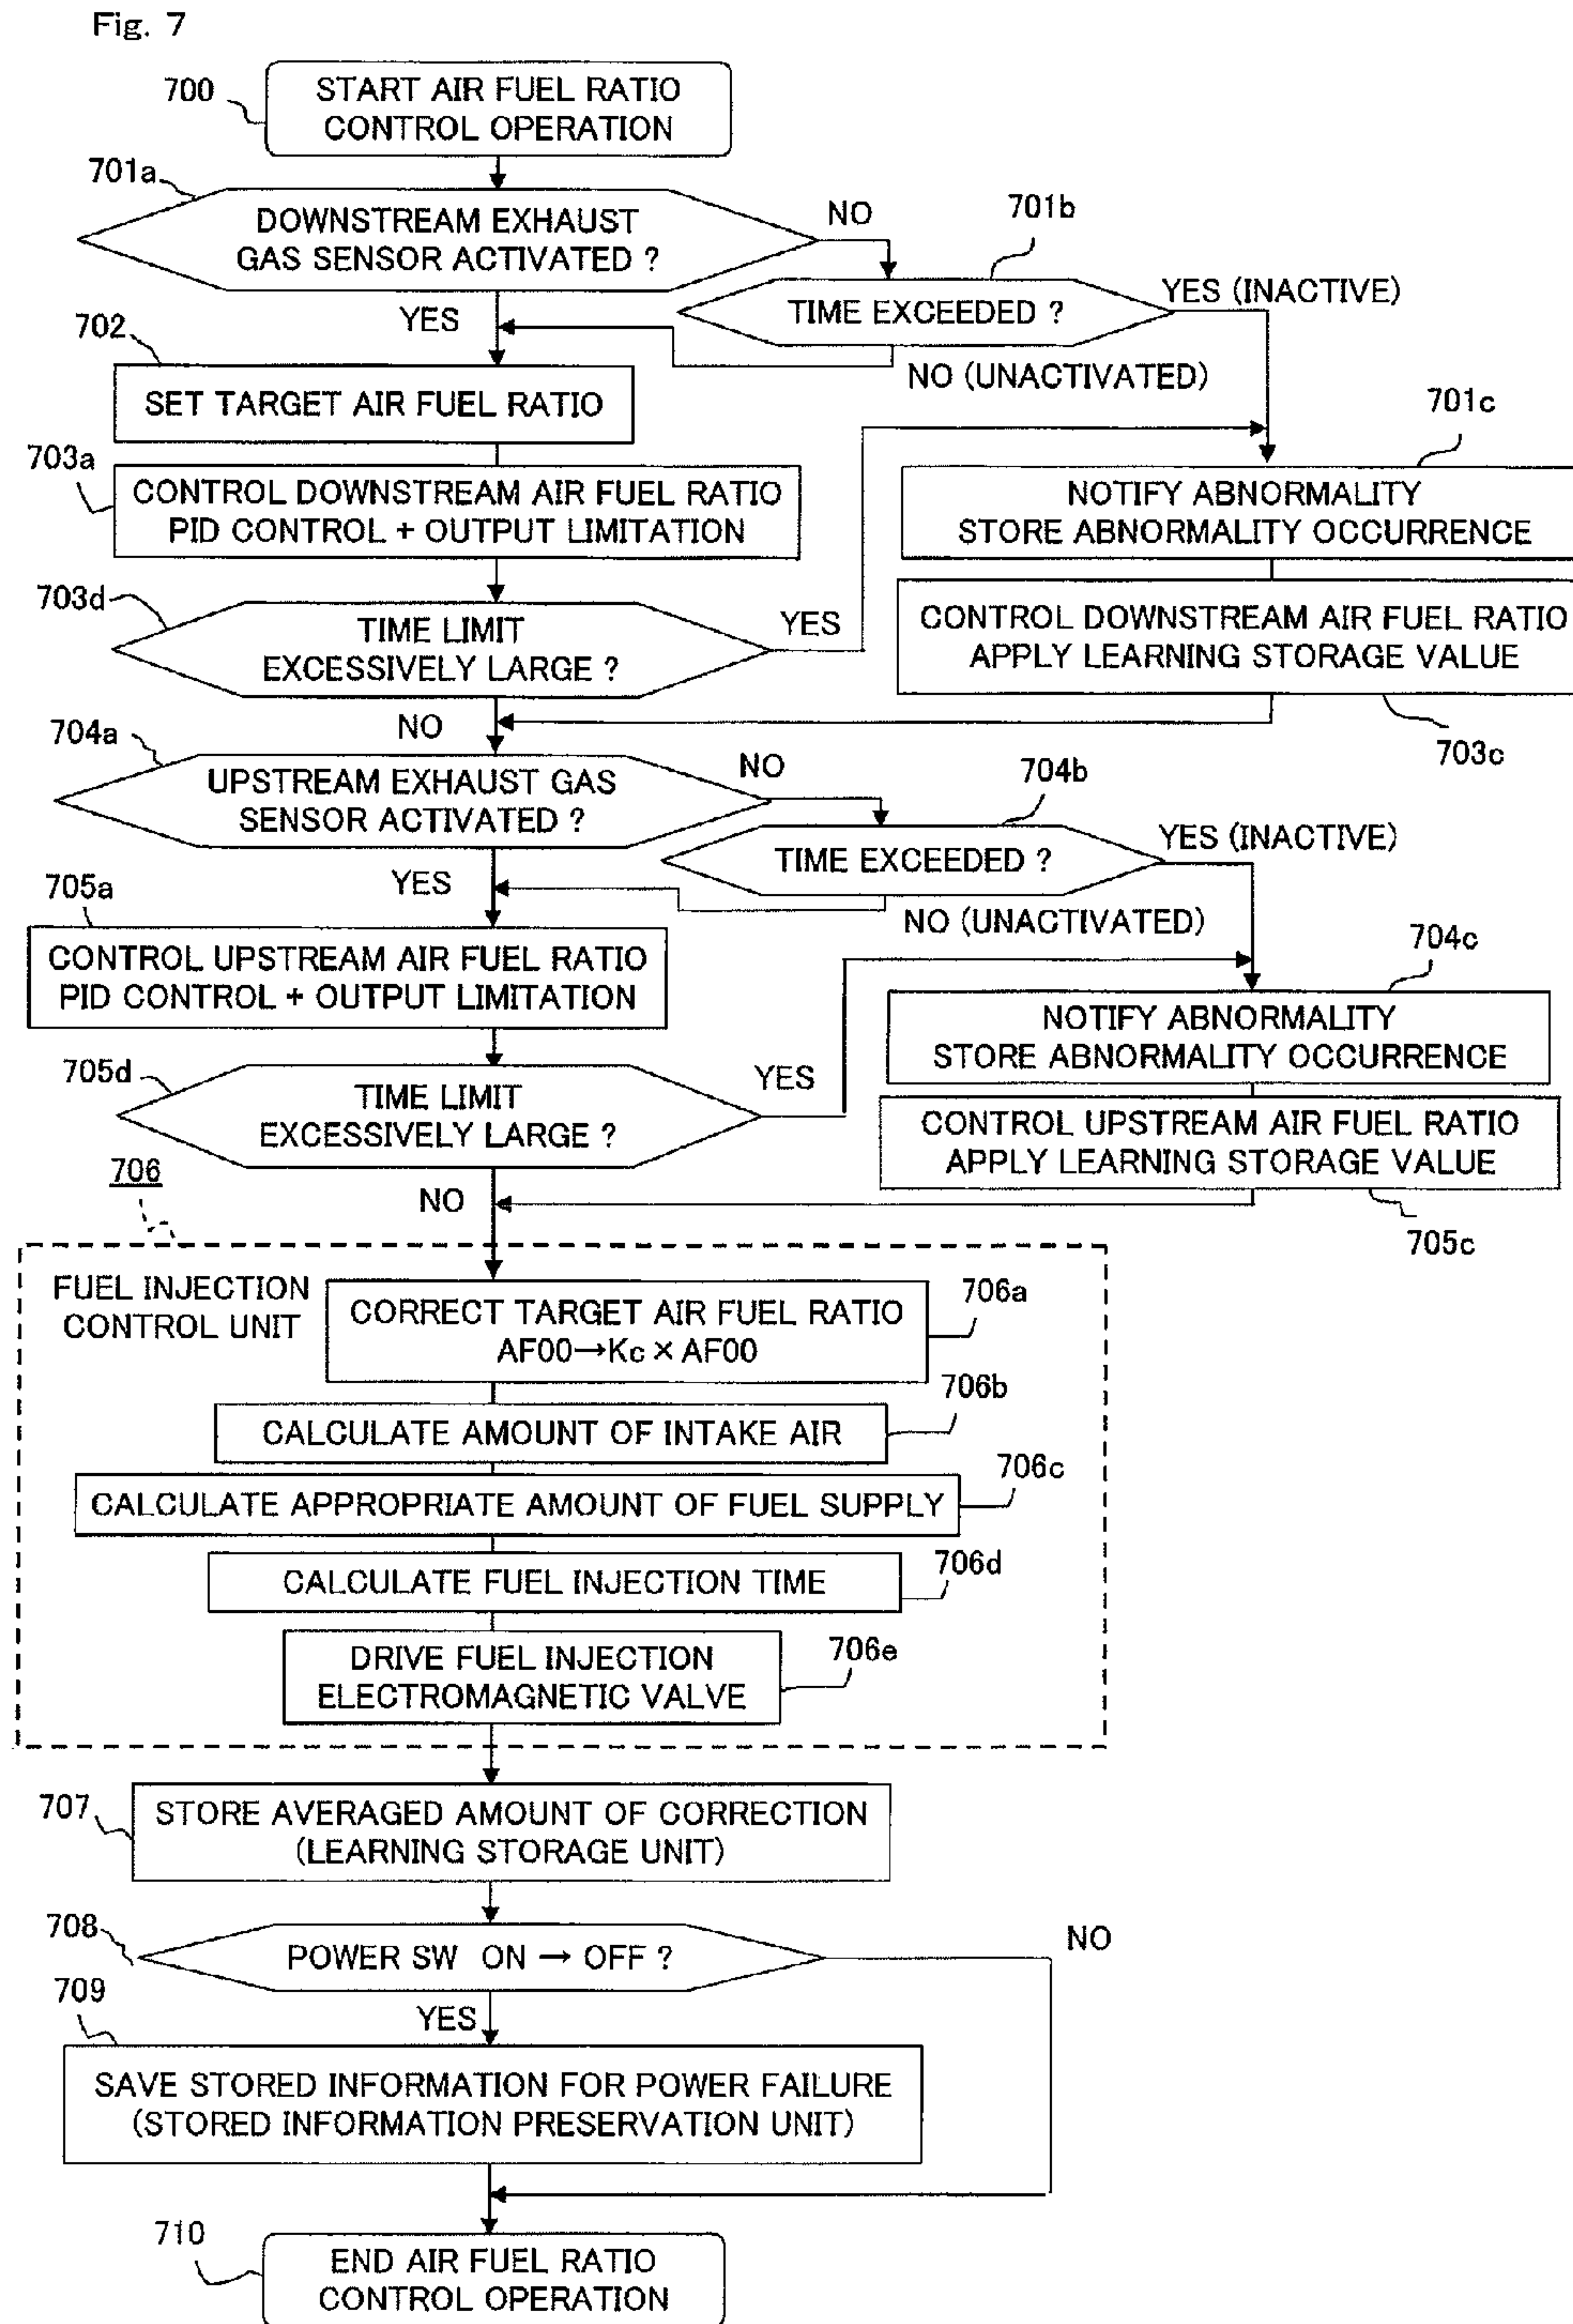 Fig. 7
700
START AIR FUEL RATIO
CONTROL OPERATION
701a
DOWNSTREAM EXHAUST
GAS SENSOR ACTIVATED ?
NO
701b
TIME EXCEEDED ?
YES (INACTIVE)
YES
NO (UNACTIVATED)
702
SET TARGET AIR FUEL RATIO
701c
NOTIFY ABNORMALITY
STORE ABNORMALITY OCCURRENCE
703a
CONTROL DOWNSTREAM AIR FUEL RATIO
PID CONTROL + OUTPUT LIMITATION
703d
TIME LIMIT
EXCESSIVELY LARGE ?
YES
CONTROL DOWNSTREAM AIR FUEL RATIO
APPLY LEARNING STORAGE VALUE
703c
NO
704a
UPSTREAM EXHAUST GAS
SENSOR ACTIVATED ?
NO
704b
TIME EXCEEDED ?
YES (INACTIVE)
YES
NO (UNACTIVATED)
705a
CONTROL UPSTREAM AIR FUEL RATIO
PID CONTROL + OUTPUT LIMITATION
704c
NOTIFY ABNORMALITY
STORE ABNORMALITY OCCURRENCE
705d
TIME LIMIT
EXCESSIVELY LARGE ?
YES
CONTROL UPSTREAM AIR FUEL RATIO
APPLY LEARNING STORAGE VALUE
705c
NO
706
FUEL INJECTION
CONTROL UNIT
CORRECT TARGET AIR FUEL RATIO
AF00→Kc × AF00
706a
706b
CALCULATE AMOUNT OF INTAKE AIR
706c
CALCULATE APPROPRIATE AMOUNT OF FUEL SUPPLY
706d
CALCULATE FUEL INJECTION TIME
706e
DRIVE FUEL INJECTION
ELECTROMAGNETIC VALVE
707
STORE AVERAGED AMOUNT OF CORRECTION
(LEARNING STORAGE UNIT)
708
POWER SW ON → OFF ?
NO
YES
709
SAVE STORED INFORMATION FOR POWER FAILURE
(STORED INFORMATION PRESERVATION UNIT)
710
END AIR FUEL RATIO
CONTROL OPERATION